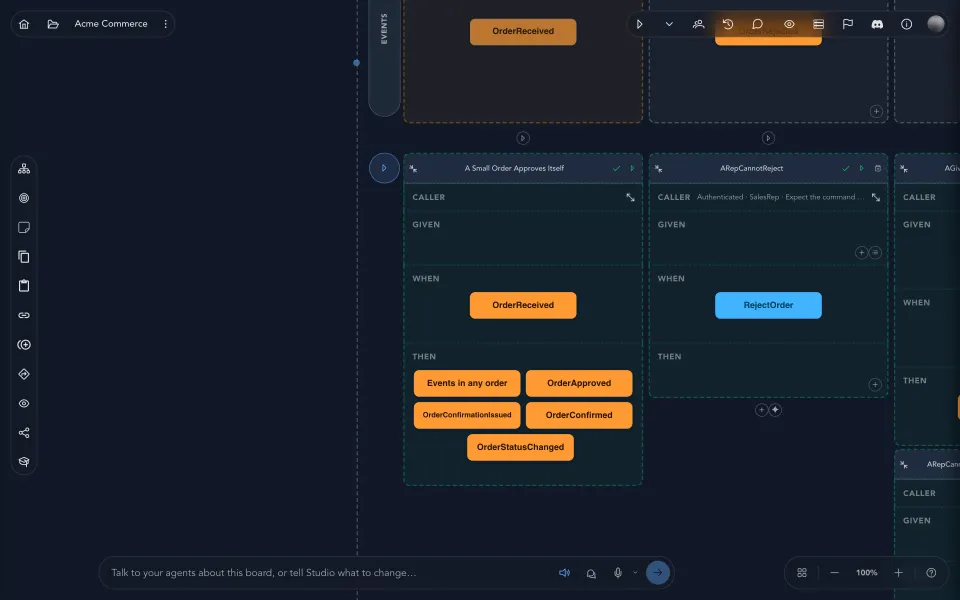 Acme Commerce
EVENTS
OrderReceived
A Small Order Approves Itself
CALLER
GIVEN
WHEN
OrderReceived
THEN
Events in any order
OrderApproved
OrderConfirmationIssued
OrderConfirmed
OrderStatusChanged
ARepCannotReject
CALLER Authenticated · SalesRep · Expect the command ...
GIVEN
WHEN
RejectOrder
THEN
AGiv
CALLER
GIVEN
WHEN
THEN
ARepCan
CALLER
GIVEN
Talk to your agents about this board, or tell Studio what to change...
100%